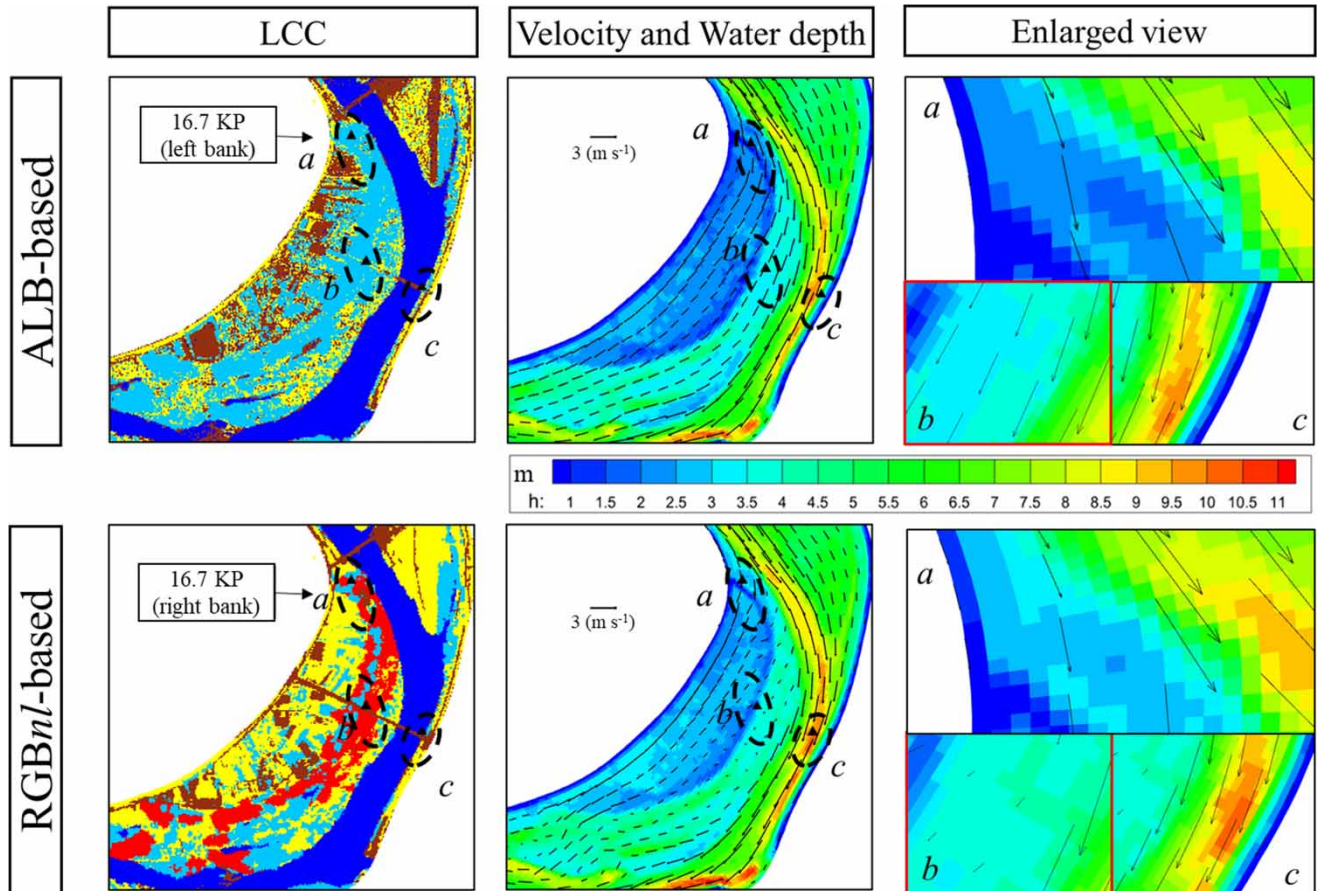 LCC
Velocity and Water depth
Enlarged view
ALB-based
16.7 KP
(left bank)
a
b
c
3 (m s⁻¹)
a
b
c
a
b
c
m
h: 1 1.5 2 2.5 3 3.5 4 4.5 5 5.5 6 6.5 7 7.5 8 8.5 9 9.5 10 10.5 11
RGBnl-based
16.7 KP
(right bank)
a
b
c
3 (m s⁻¹)
a
b
c
a
b
c